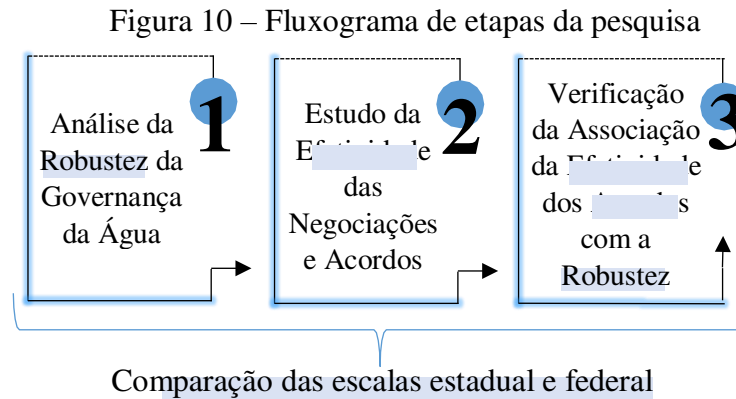 Figura 10 – Fluxograma de etapas da pesquisa
1
Análise da
Robustez da
Governança
da Água
2
Estudo da
das
Negociações
e Acordos
3
Verificação
da Associação
da
dos
com a
Robustez
Comparação das escalas estadual e federal